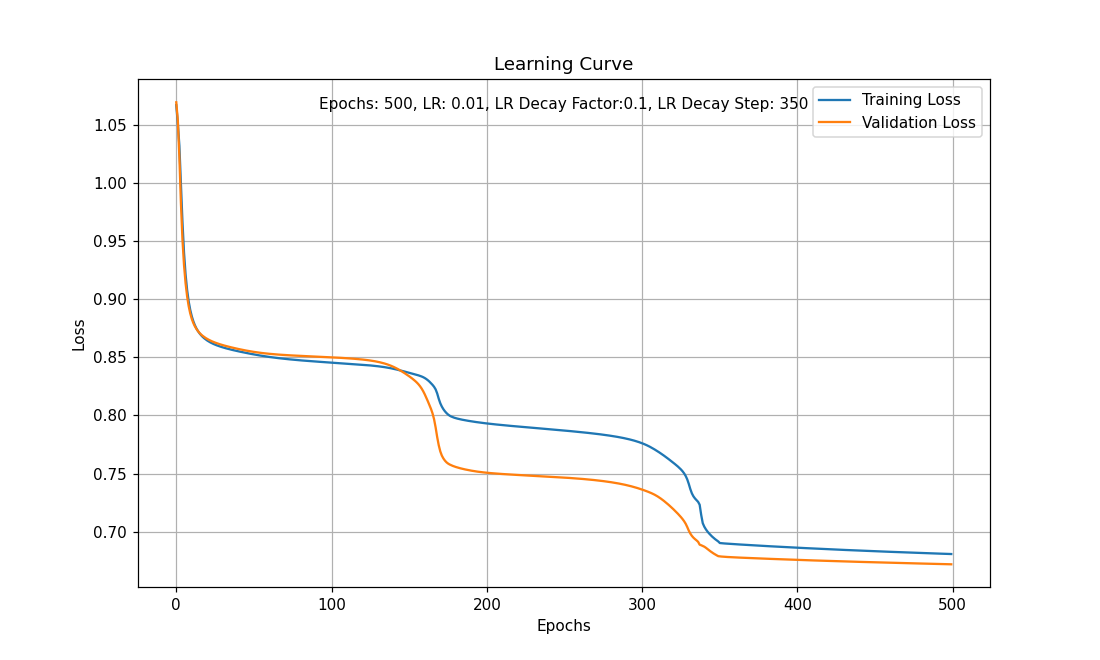 Learning Curve
Epochs: 500, LR: 0.01, LR Decay Factor:0.1, LR Decay Step: 350
Training Loss
Validation Loss
1.05
1.00
0.95
0.90
0.85
0.80
0.75
0.70
Loss
0 100 200 300 400 500
Epochs